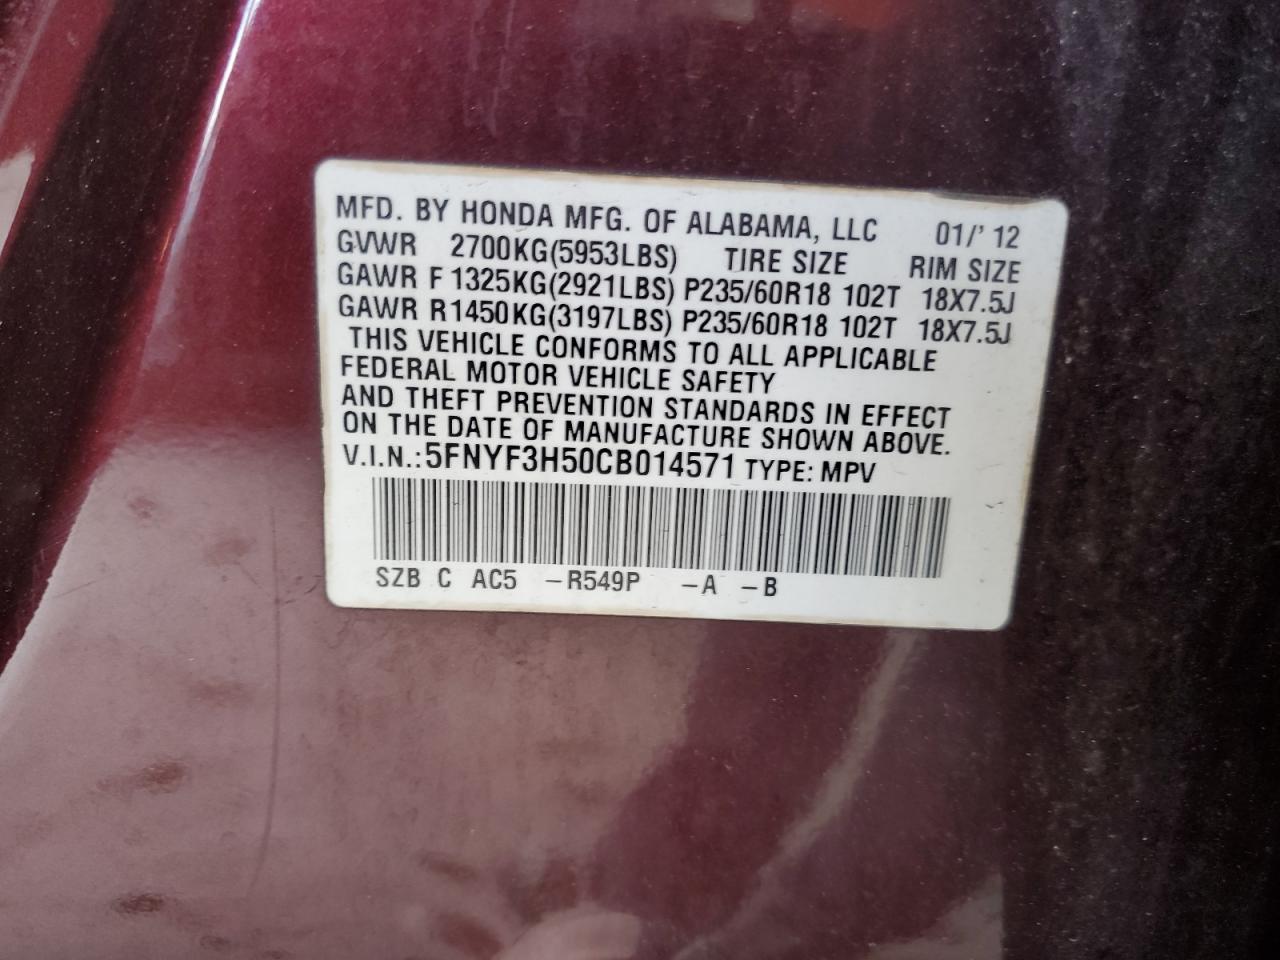 MFD. BY HONDA MFG. OF ALABAMA, LLC 01/' 12
GVWR 2700KG(5953LBS) TIRE SIZE RIM SIZE
GAWR F 1325KG(2921LBS) P235/60R18 102T 18X7.5J
GAWR R1450KG(3197LBS) P235/60R18 102T 18X7.5J
THIS VEHICLE CONFORMS TO ALL APPLICABLE
FEDERAL MOTOR VEHICLE SAFETY
AND THEFT PREVENTION STANDARDS IN EFFECT
ON THE DATE OF MANUFACTURE SHOWN ABOVE.
V.I.N.:5FNYF3H50CB014571 TYPE: MPV
SZB C AC5 -R549P -A -B